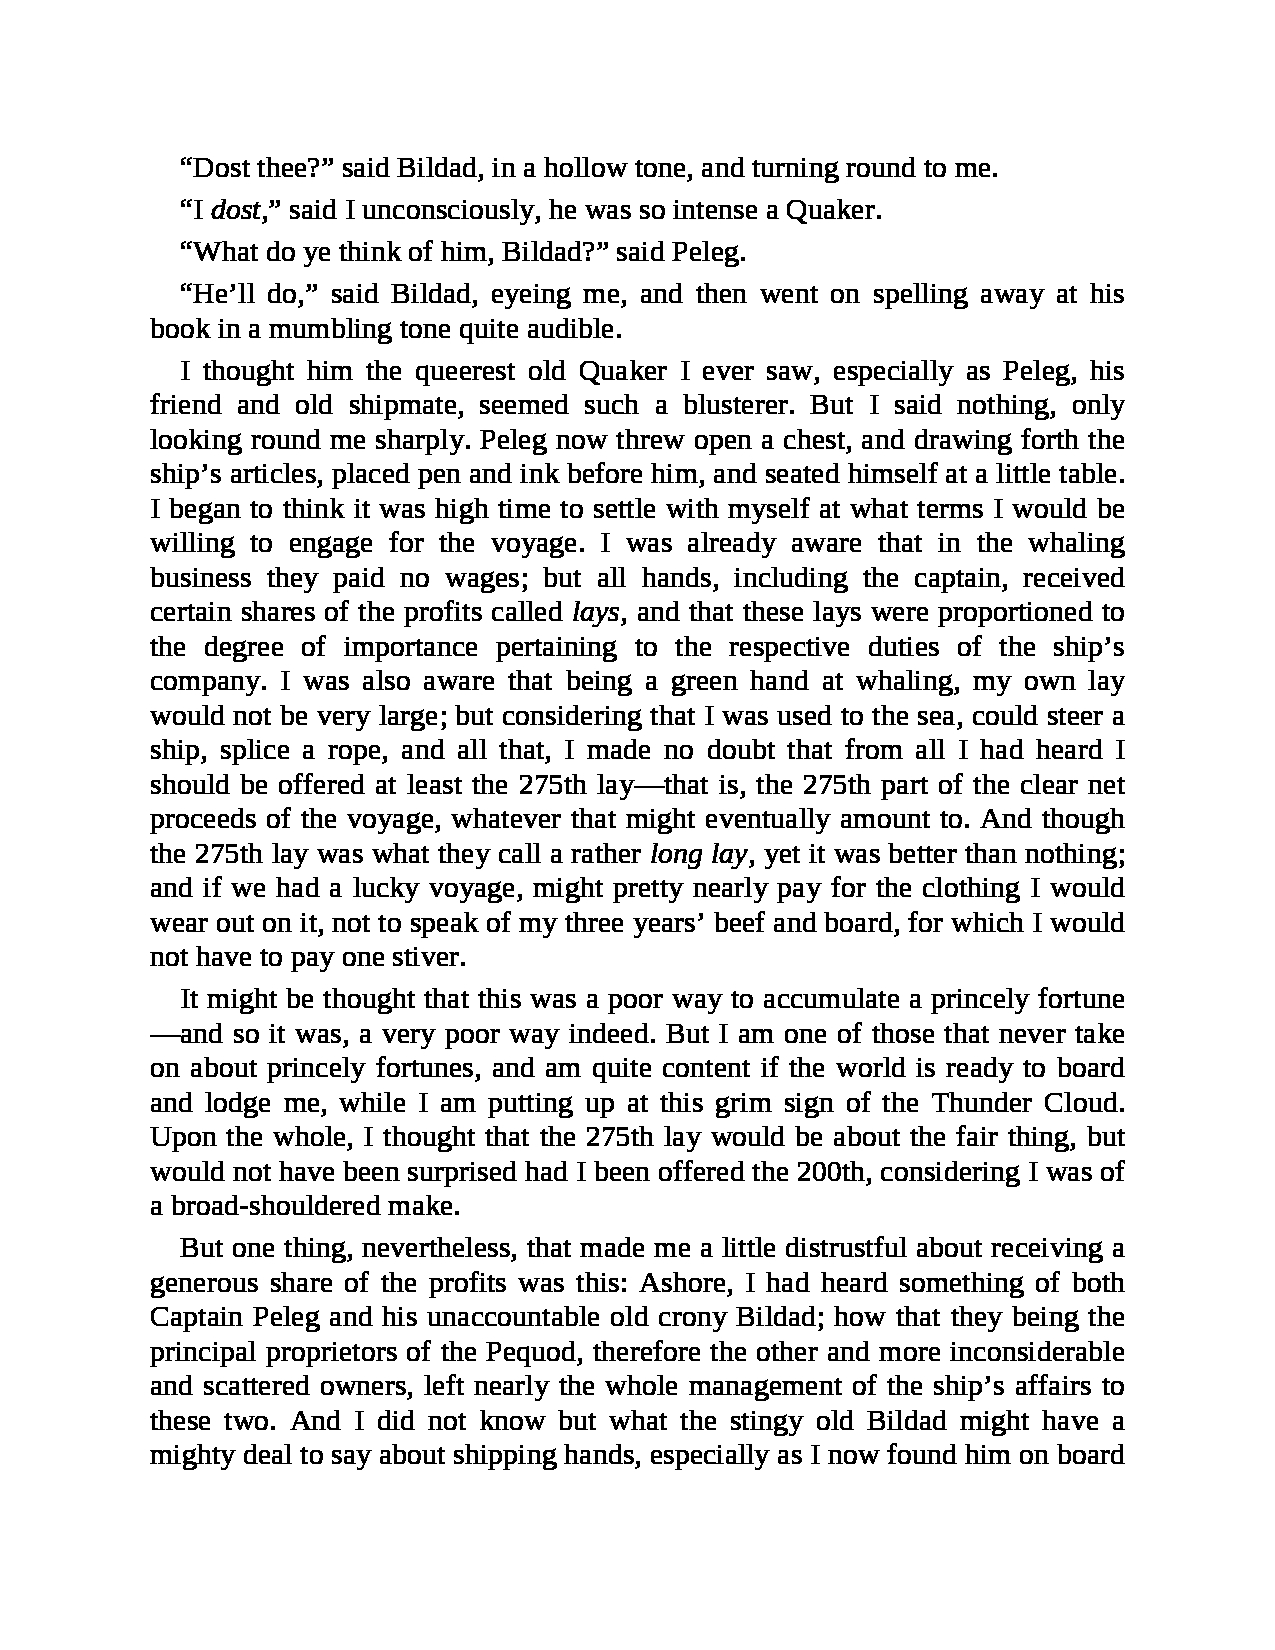 “Dost thee?” said Bildad, in a hollow tone, and turning round to me.
“I dost,” said I unconsciously, he was so intense a Quaker.
“What do ye think of him, Bildad?” said Peleg.
“He’ll do,” said Bildad, eyeing me, and then went on spelling away at his
book in a mumbling tone quite audible.
I thought him the queerest old Quaker I ever saw, especially as Peleg, his
friend and old shipmate, seemed such a blusterer. But I said nothing, only
looking round me sharply. Peleg now threw open a chest, and drawing forth the
ship’s articles, placed pen and ink before him, and seated himself at a little table.
I began to think it was high time to settle with myself at what terms I would be
willing to engage for the voyage. I was already aware that in the whaling
business they paid no wages; but all hands, including the captain, received
certain shares of the profits called lays, and that these lays were proportioned to
the degree of importance pertaining to the respective duties of the ship’s
company. I was also aware that being a green hand at whaling, my own lay
would not be very large; but considering that I was used to the sea, could steer a
ship, splice a rope, and all that, I made no doubt that from all I had heard I
should be offered at least the 275th lay—that is, the 275th part of the clear net
proceeds of the voyage, whatever that might eventually amount to. And though
the 275th lay was what they call a rather long lay, yet it was better than nothing;
and if we had a lucky voyage, might pretty nearly pay for the clothing I would
wear out on it, not to speak of my three years’ beef and board, for which I would
not have to pay one stiver.
It might be thought that this was a poor way to accumulate a princely fortune
—and so it was, a very poor way indeed. But I am one of those that never take
on about princely fortunes, and am quite content if the world is ready to board
and lodge me, while I am putting up at this grim sign of the Thunder Cloud.
Upon the whole, I thought that the 275th lay would be about the fair thing, but
would not have been surprised had I been offered the 200th, considering I was of
a broad-shouldered make.
But one thing, nevertheless, that made me a little distrustful about receiving a
generous share of the profits was this: Ashore, I had heard something of both
Captain Peleg and his unaccountable old crony Bildad; how that they being the
principal proprietors of the Pequod, therefore the other and more inconsiderable
and scattered owners, left nearly the whole management of the ship’s affairs to
these two. And I did not know but what the stingy old Bildad might have a
mighty deal to say about shipping hands, especially as I now found him on board